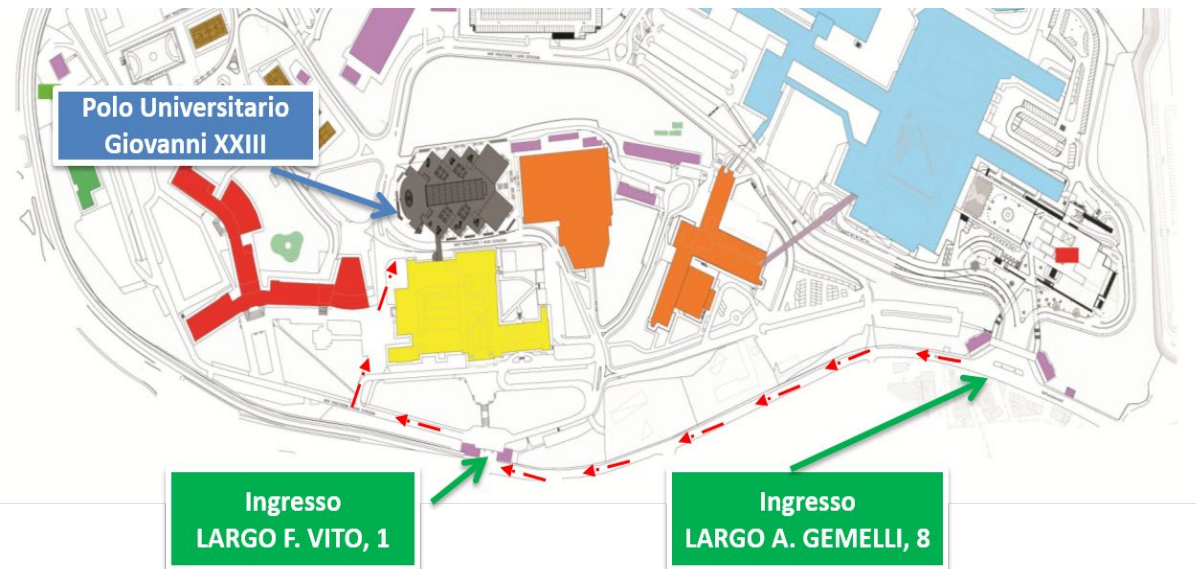 Polo Universitario
Giovanni XXIII
Ingresso
LARGO F. VITO, 1
Ingresso
LARGO A. GEMELLI, 8